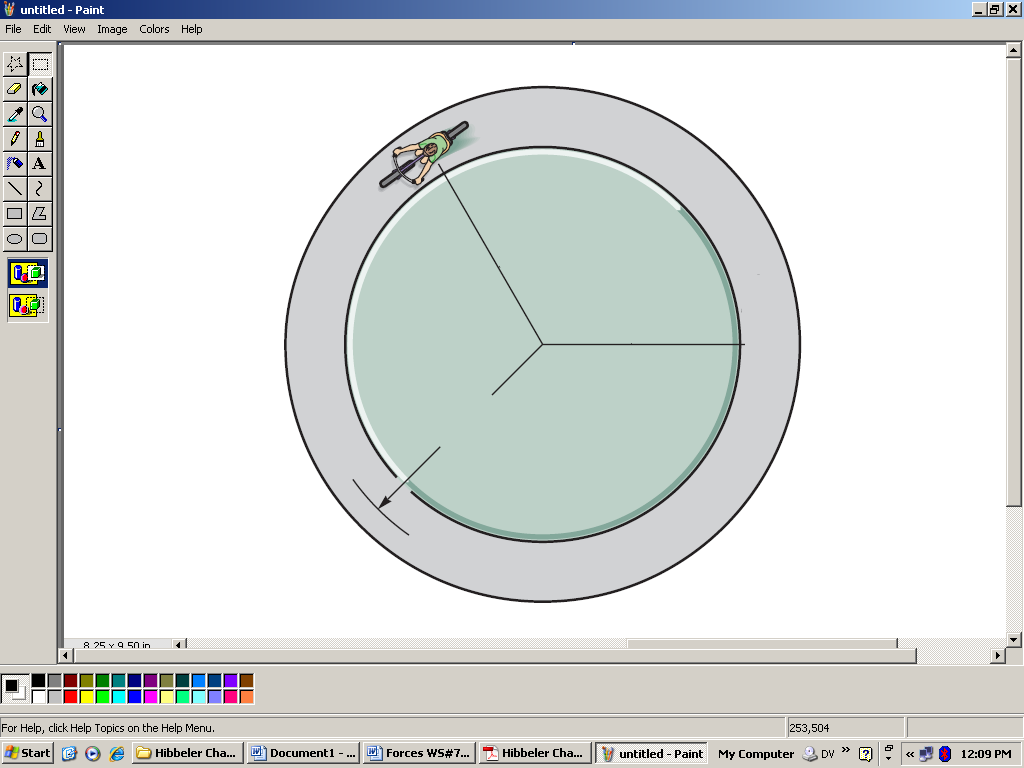 untitled - Paint
File Edit View Image Colors Help
A
8.25 x 9.50 in
For Help, click Help Topics on the Help Menu.
253,504
Start
Hibbeler Cha...
Document1 - ...
Forces WS#7...
Hibbeler Cha...
untitled - Paint
My Computer
DV
»
«
12:09 PM